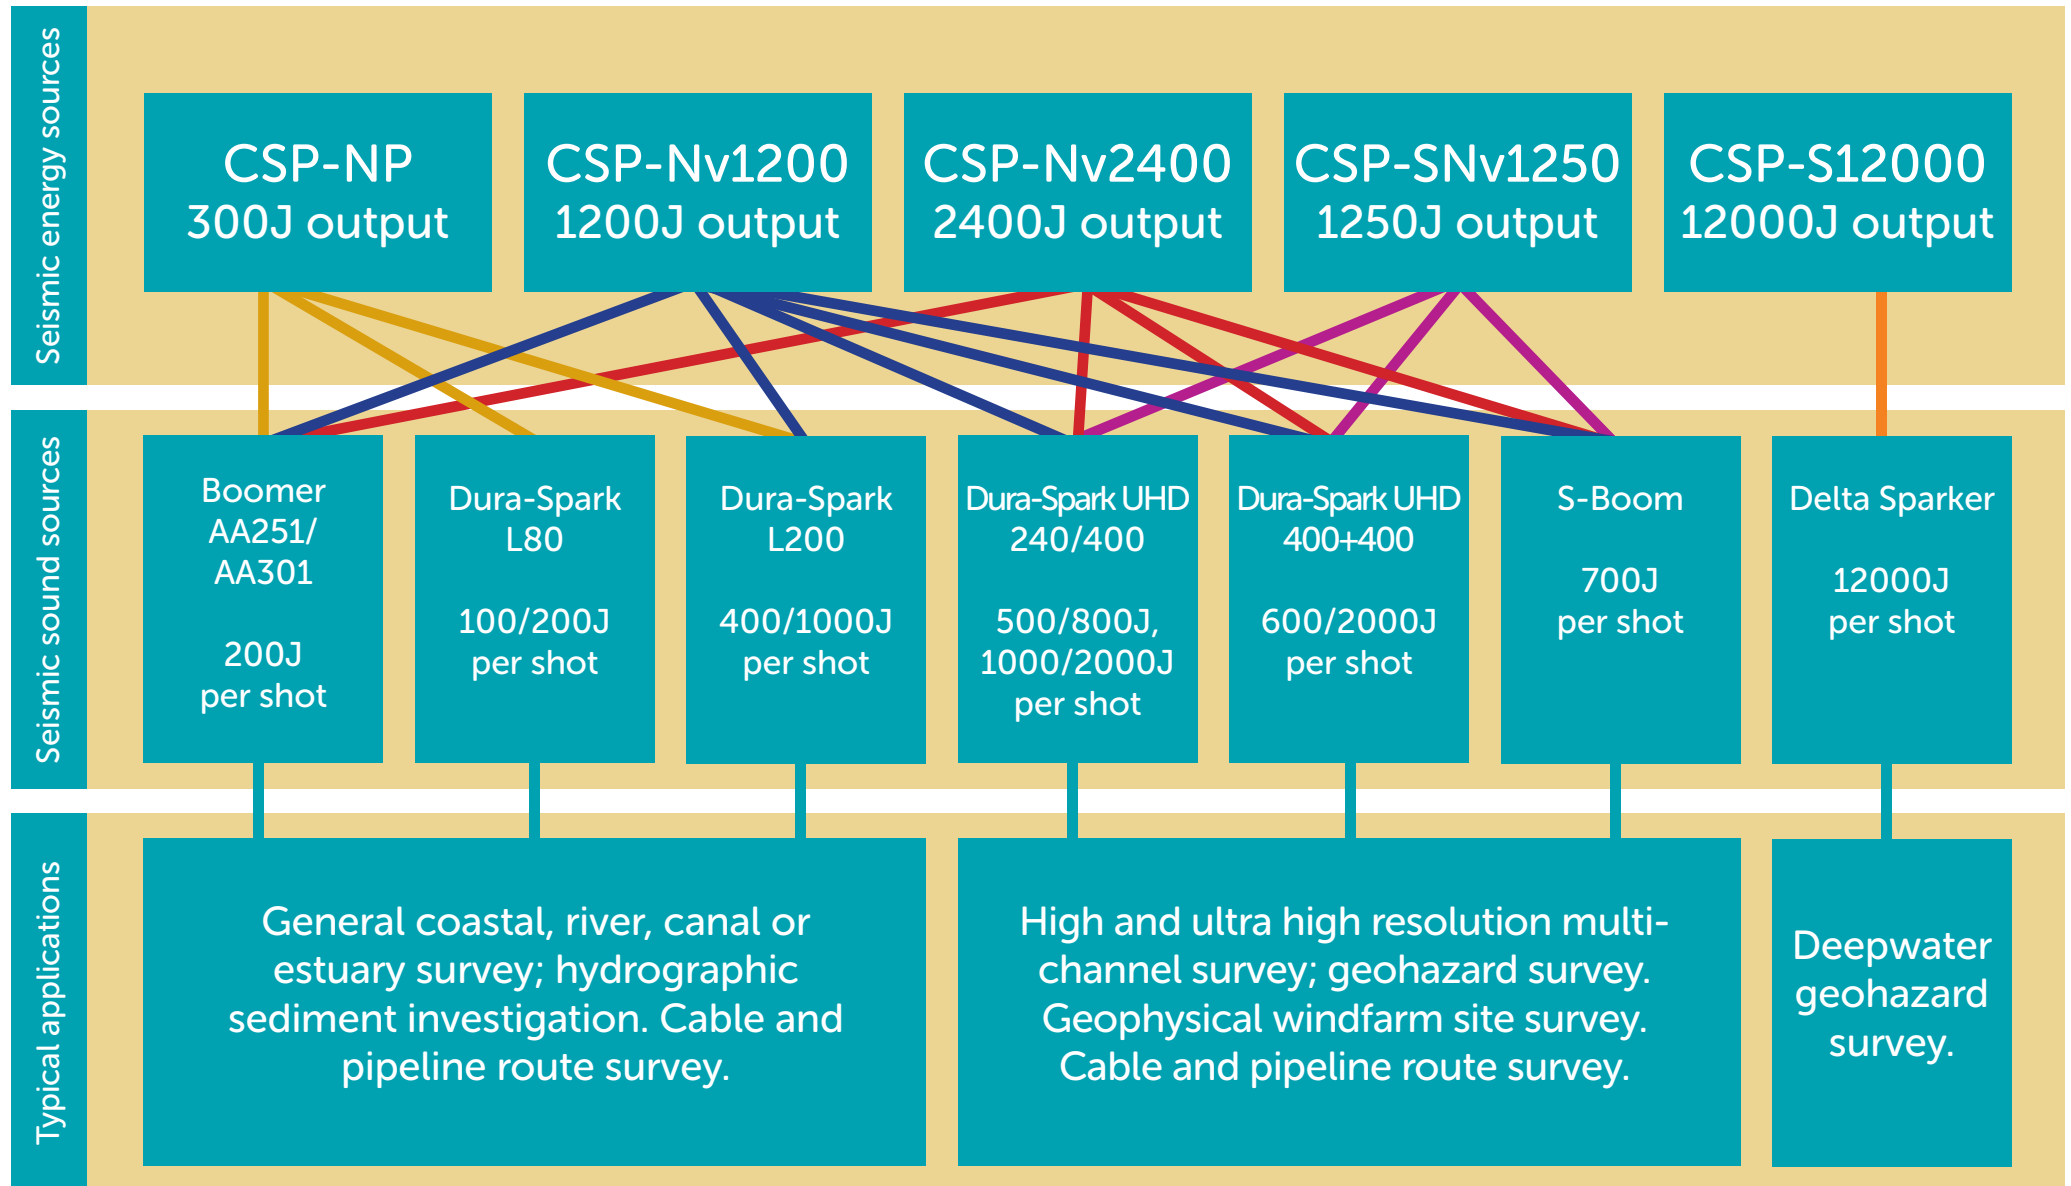 Seismic energy sources
CSP-NP
300J output
CSP-Nv1200
1200J output
CSP-Nv2400
2400J output
CSP-SNv1250
1250J output
CSP-S12000
12000J output
Seismic sound sources
Boomer
AA251/
AA301
200J
per shot
Dura-Spark
L80
100/200J
per shot
Dura-Spark
L200
400/1000J
per shot
Dura-Spark UHD
240/400
500/800J,
1000/2000J
per shot
Dura-Spark UHD
400+400
600/2000J
per shot
S-Boom
700J
per shot
Delta Sparker
12000J
per shot
Typical applications
General coastal, river, canal or
estuary survey; hydrographic
sediment investigation. Cable and
pipeline route survey.
High and ultra high resolution multi-
channel survey; geohazard survey.
Geophysical windfarm site survey.
Cable and pipeline route survey.
Deepwater
geohazard
survey.